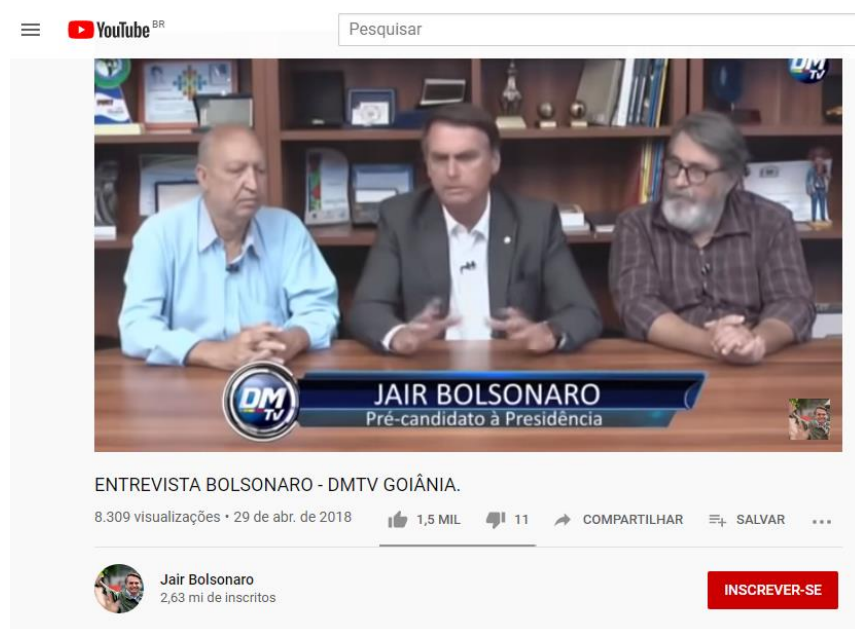 YouTube BR
Pesquisar
DM
TV
DM
TV
JAIR BOLSONARO
Pré-candidato à Presidência
ENTREVISTA BOLSONARO - DMTV GOIÂNIA.
8.309 visualizações • 29 de abr. de 2018 1,5 MIL 11 COMPARTILHAR SALVAR ...
Jair Bolsonaro
2,63 mi de inscritos
INSCREVER-SE